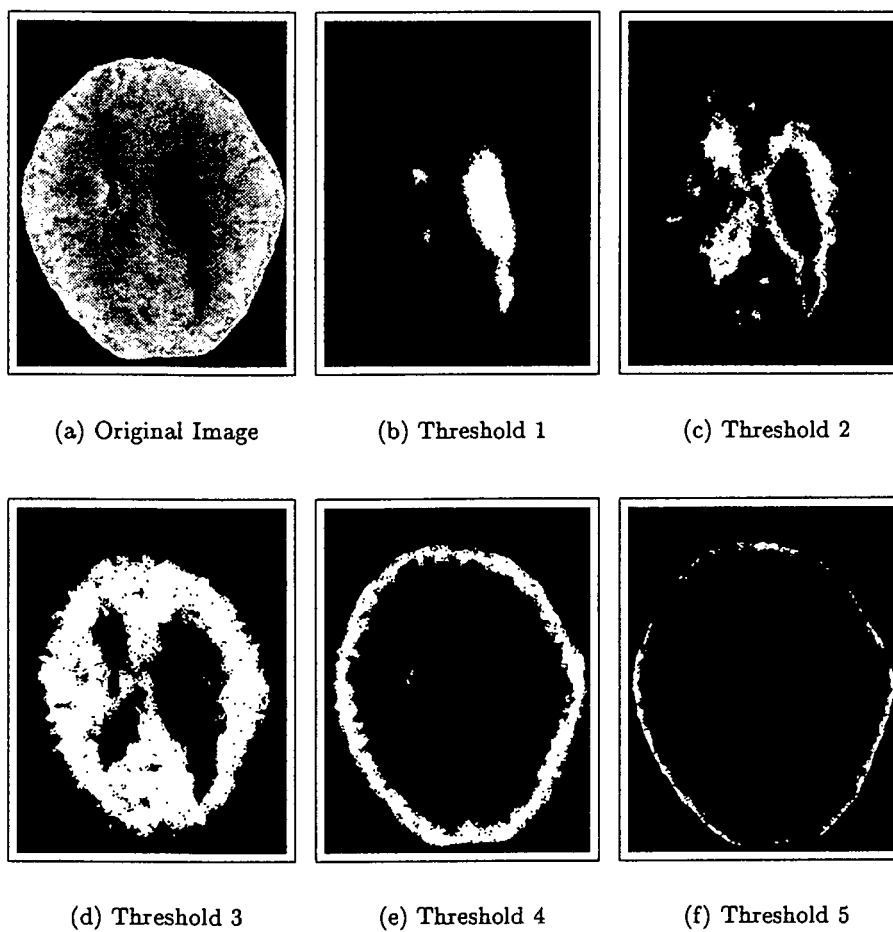 (a) Original Image
(b) Threshold 1
(c) Threshold 2
(d) Threshold 3
(e) Threshold 4
(f) Threshold 5